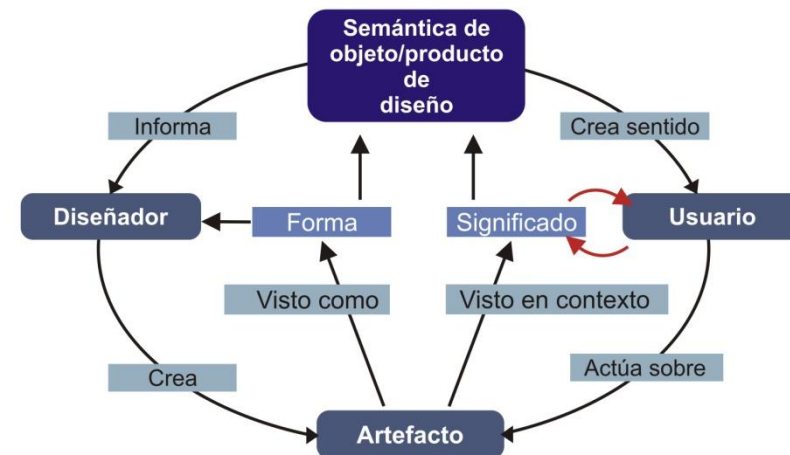 Semántica de
objeto/producto
de
diseño
Informa
Crea sentido
Diseñador
Forma
Significado
Usuario
Visto como
Visto en contexto
Crea
Actúa sobre
Artefacto